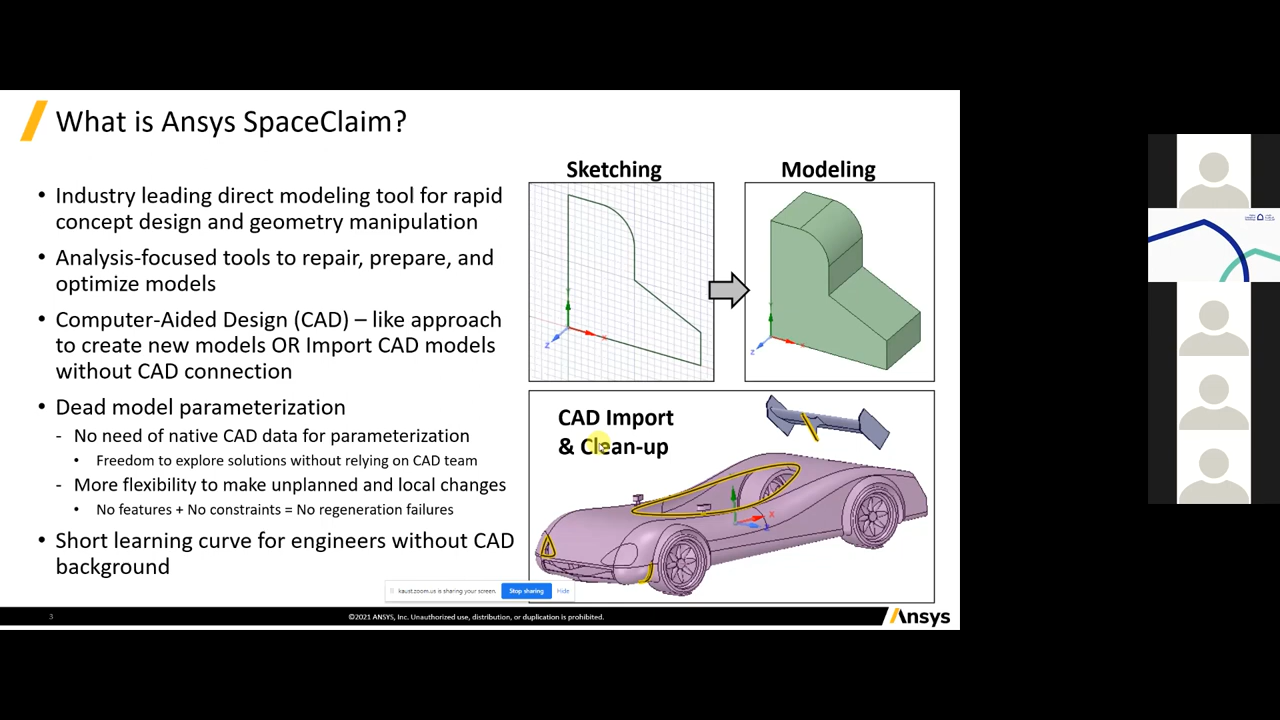 What is Ansys SpaceClaim?
• Industry leading direct modeling tool for rapid
concept design and geometry manipulation
• Analysis-focused tools to repair, prepare, and
optimize models
• Computer-Aided Design (CAD) – like approach
to create new models OR Import CAD models
without CAD connection
• Dead model parameterization
- No need of native CAD data for parameterization
• Freedom to explore solutions without relying on CAD team
- More flexibility to make unplanned and local changes
• No features + No constraints = No regeneration failures
• Short learning curve for engineers without CAD
background
Sketching
Modeling
Y
X
Z
Y
X
Z
CAD Import
& Clean-up
X
kaust.zoom.us is sharing your screen.
Stop sharing
Hide
3
©2021 ANSYS, Inc. Unauthorized use, distribution, or duplication is prohibited.
Ansys